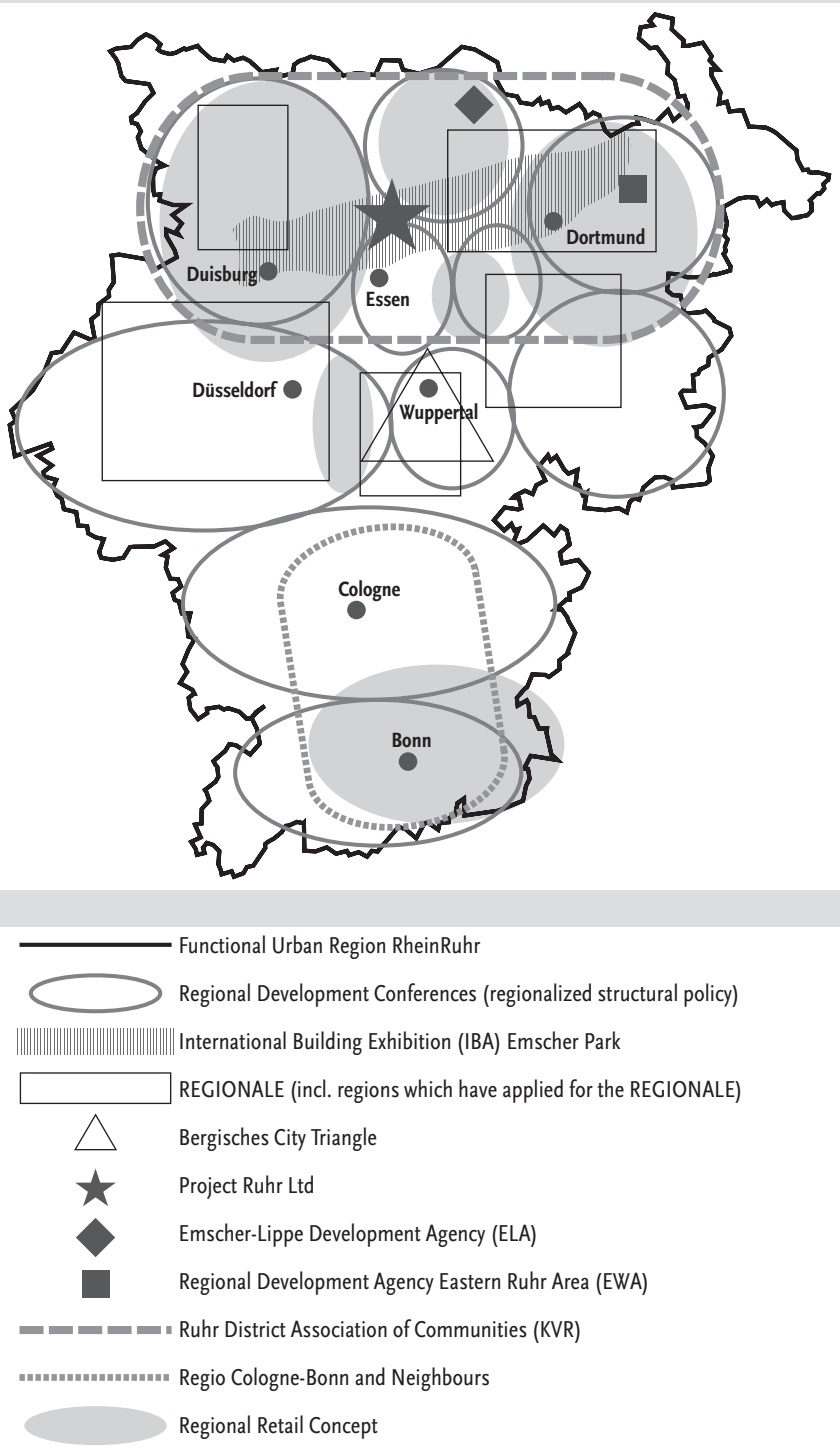 Dortmund
Duisburg
Essen
Düsseldorf
Wuppertal
Cologne
Bonn
Functional Urban Region RheinRuhr
Regional Development Conferences (regionalized structural policy)
International Building Exhibition (IBA) Emscher Park
REGIONALE (incl. regions which have applied for the REGIONALE)
Bergisches City Triangle
Project Ruhr Ltd
Emscher-Lippe Development Agency (ELA)
Regional Development Agency Eastern Ruhr Area (EWA)
Ruhr District Association of Communities (KVR)
Regio Cologne-Bonn and Neighbours
Regional Retail Concept